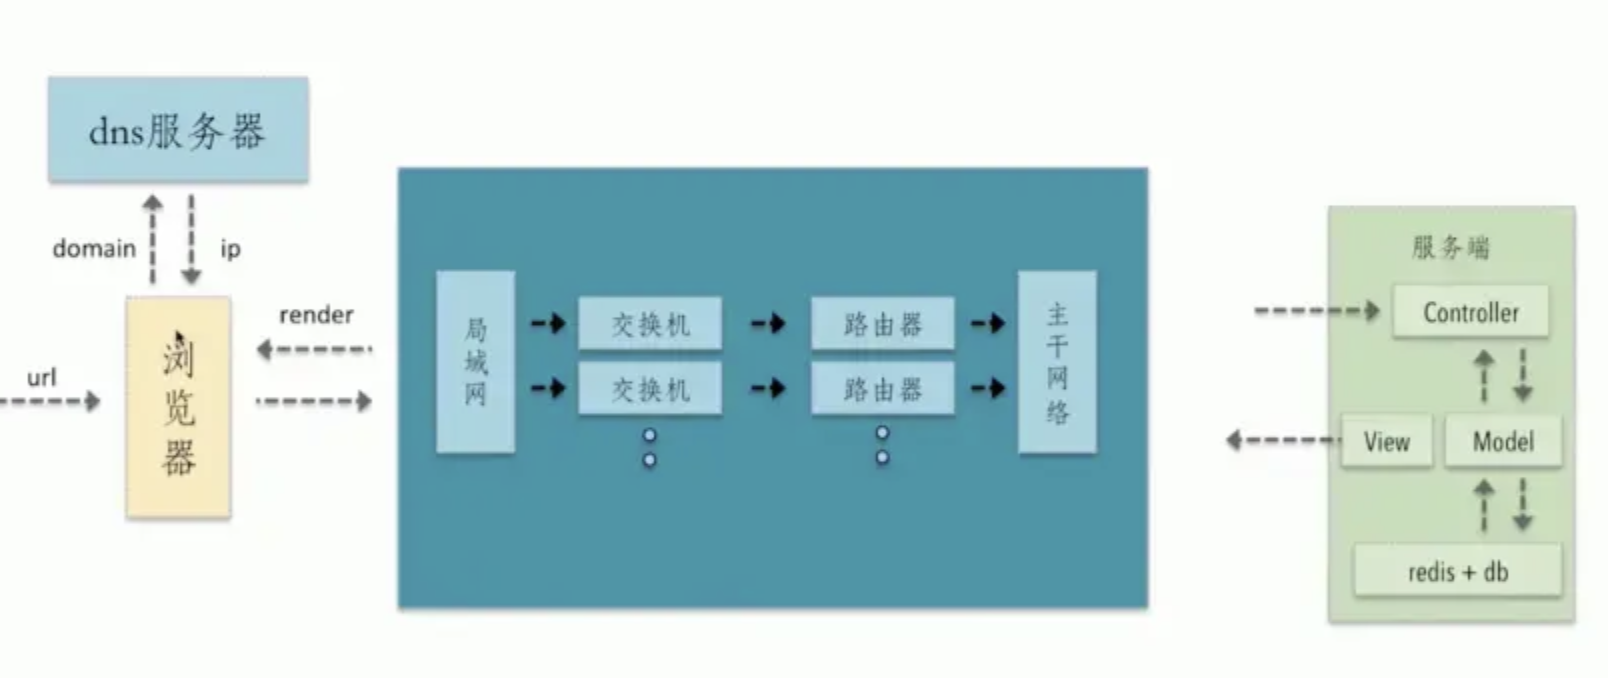 dns服务器
domain
ip
url
浏览器
render
局域网
交换机
路由器
交换机
路由器
主干网络
服务端
Controller
View
Model
redis + db